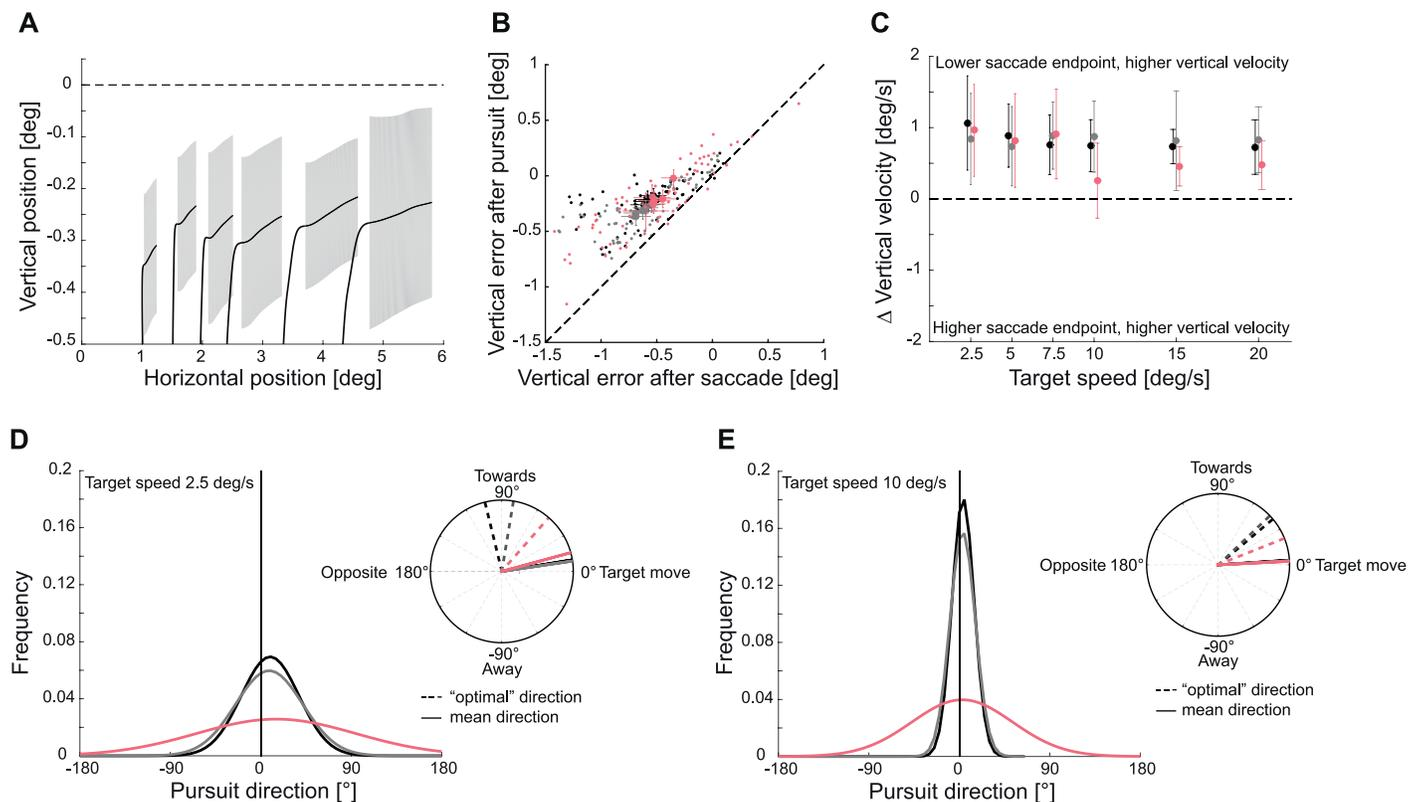 A
Vertical position [deg]
0
-0.1
-0.2
-0.3
-0.4
-0.5
0
1
2
3
4
5
6
Horizontal position [deg]
B
Vertical error after pursuit [deg]
1
0.5
0
-0.5
-1
-1.5
-1.5
-1
-0.5
0
0.5
1
Vertical error after saccade [deg]
C
Δ Vertical velocity [deg/s]
2
1
0
-1
-2
Lower saccade endpoint, higher vertical velocity
Higher saccade endpoint, higher vertical velocity
2.5
5
7.5
10
15
20
Target speed [deg/s]
D
Frequency
0.2
0.16
0.12
0.08
0.04
0
Target speed 2.5 deg/s
Towards
90°
Opposite 180°
0° Target move
-90°
Away
"optimal" direction
mean direction
-180
-90
0
90
180
Pursuit direction [°]
E
Frequency
0.2
0.16
0.12
0.08
0.04
0
Target speed 10 deg/s
Towards
90°
Opposite 180°
0° Target move
-90°
Away
"optimal" direction
mean direction
-180
-90
0
90
180
Pursuit direction [°]